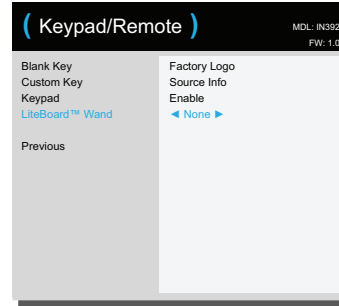 ( Keypad/Remote )
MDL: IN392
FW: 1.0
Blank Key Factory Logo
Custom Key Source Info
Keypad Enable
LiteBoard™ Wand ◄ None ►
Previous